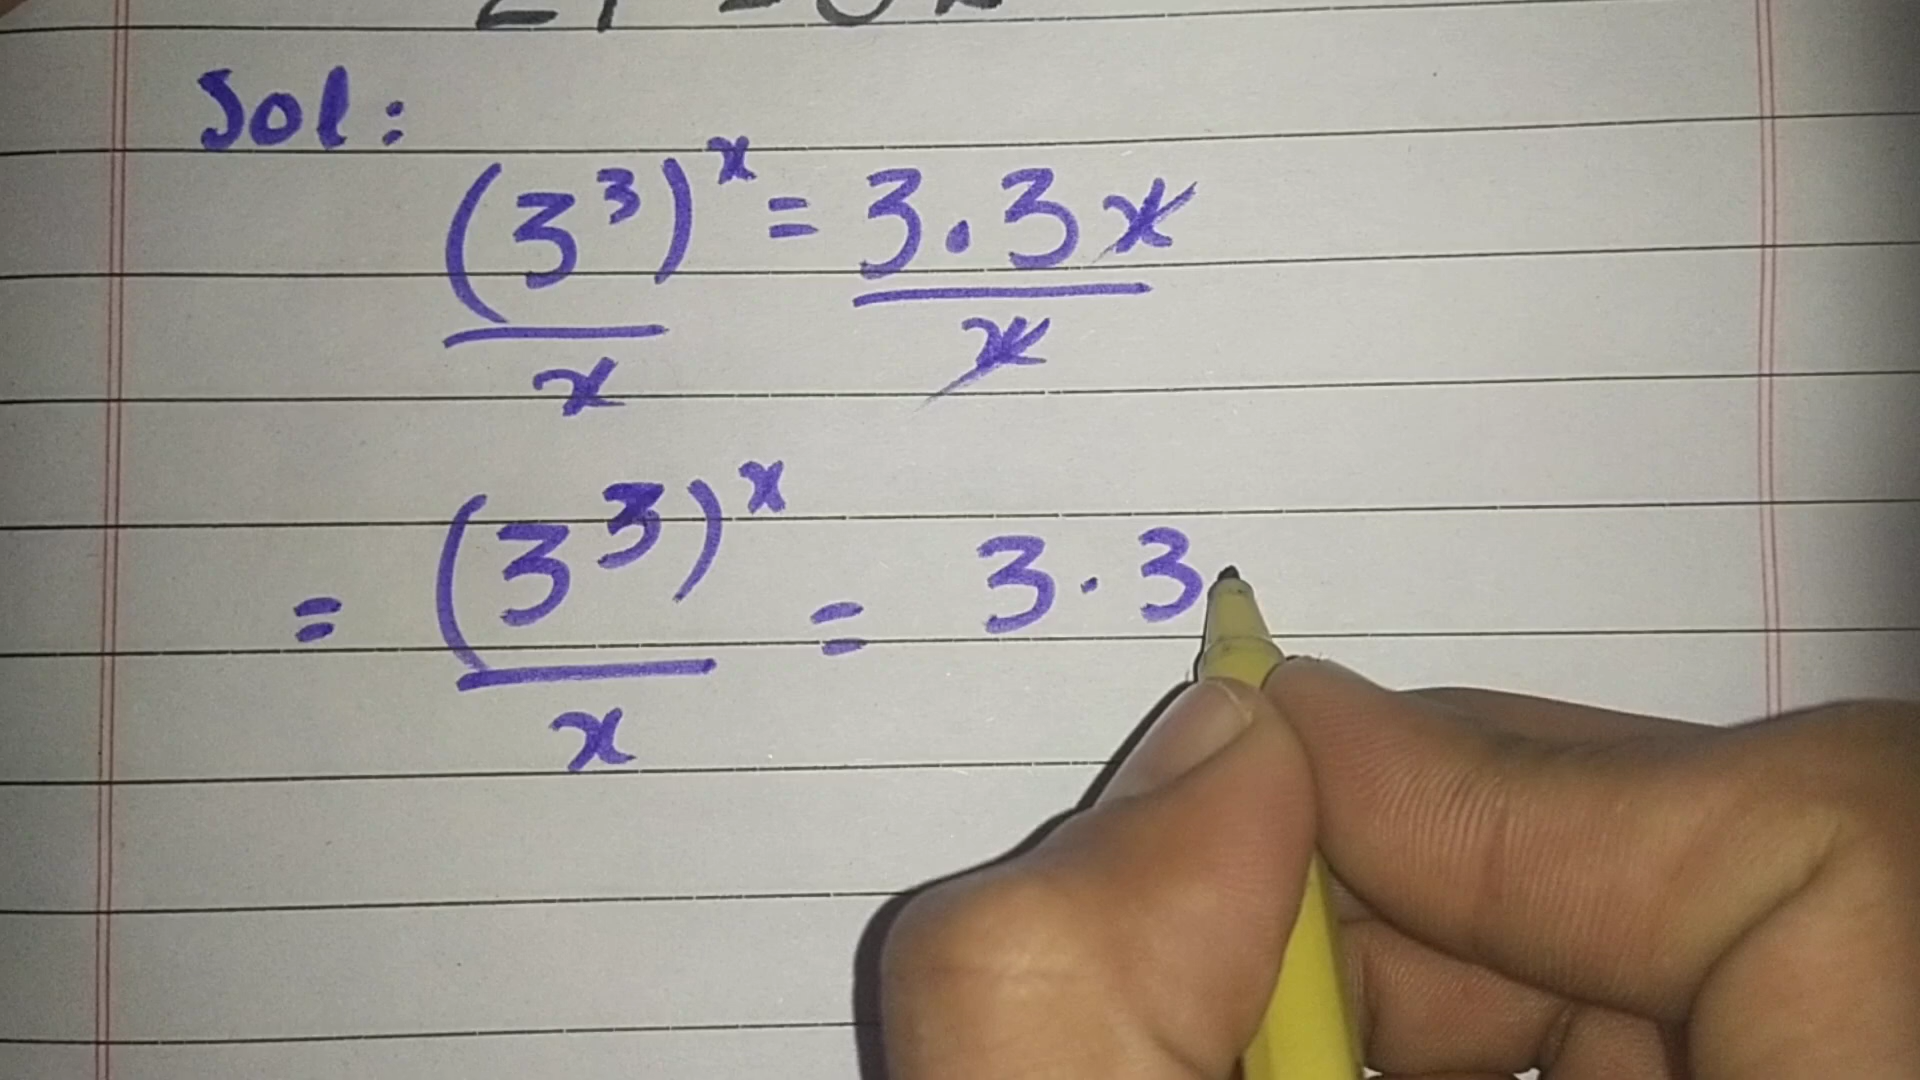 Sol:
(3³)ˣ/x = 3.3x/x
= (3³)ˣ/x = 3.3